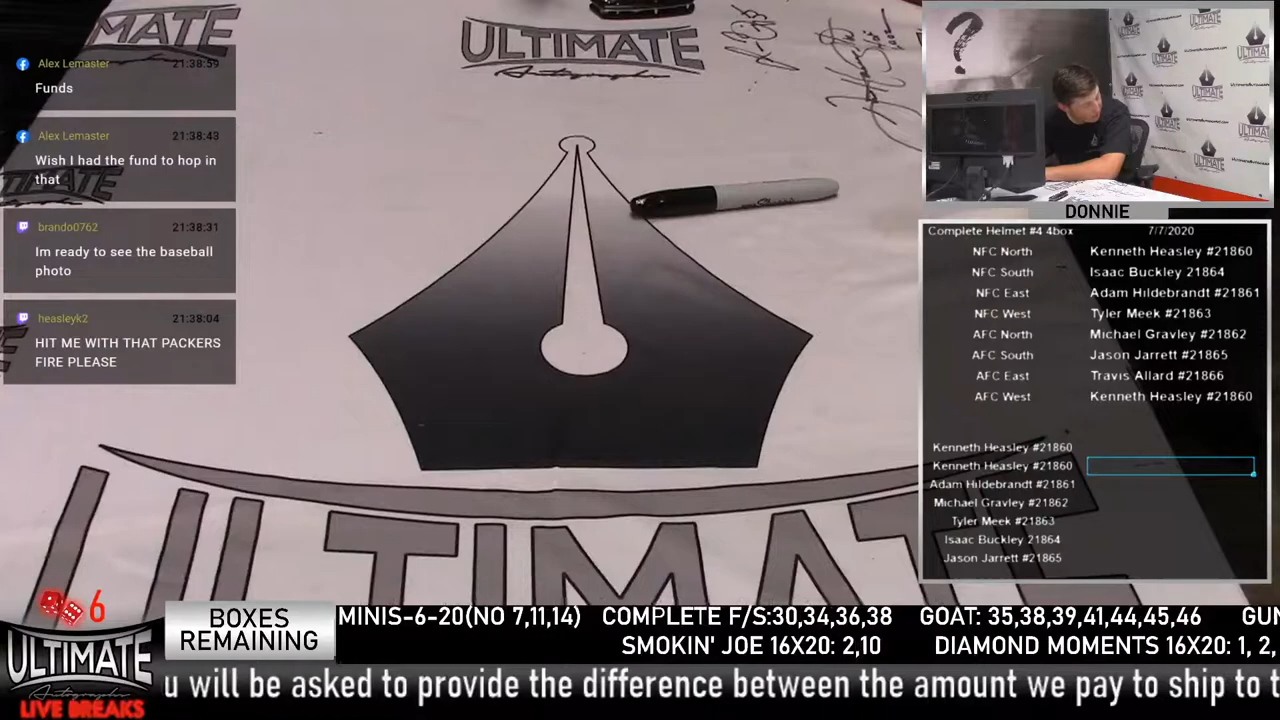 ULTIMATE
Autographs
Alex Lemaster 21:38:59
Funds
Alex Lemaster 21:38:43
Wish I had the fund to hop in
that
brando0762 21:38:31
Im ready to see the baseball
photo
heasleyk2 21:38:04
HIT ME WITH THAT PACKERS
FIRE PLEASE
DONNIE
Complete Helmet #4 4box 7/7/2020
NFC North Kenneth Heasley #21860
NFC South Isaac Buckley 21864
NFC East Adam Hildebrandt #21861
NFC West Tyler Meek #21863
AFC North Michael Gravley #21862
AFC South Jason Jarrett #21865
AFC East Travis Allard #21866
AFC West Kenneth Heasley #21860
Kenneth Heasley #21860
Kenneth Heasley #21860
Adam Hildebrandt #21861
Michael Gravley #21862
Tyler Meek #21863
Isaac Buckley 21864
Jason Jarrett #21865
ULTIMATE
6
ULTIMATE
Autographs
LIVE BREAKS
BOXES
REMAINING
MINIS-6-20(NO 7,11,14) COMPLETE F/S:30,34,36,38 GOAT: 35,38,39,41,44,45,46 GUN
SMOKIN' JOE 16X20: 2,10 DIAMOND MOMENTS 16X20: 1, 2,
u will be asked to provide the difference between the amount we pay to ship to t